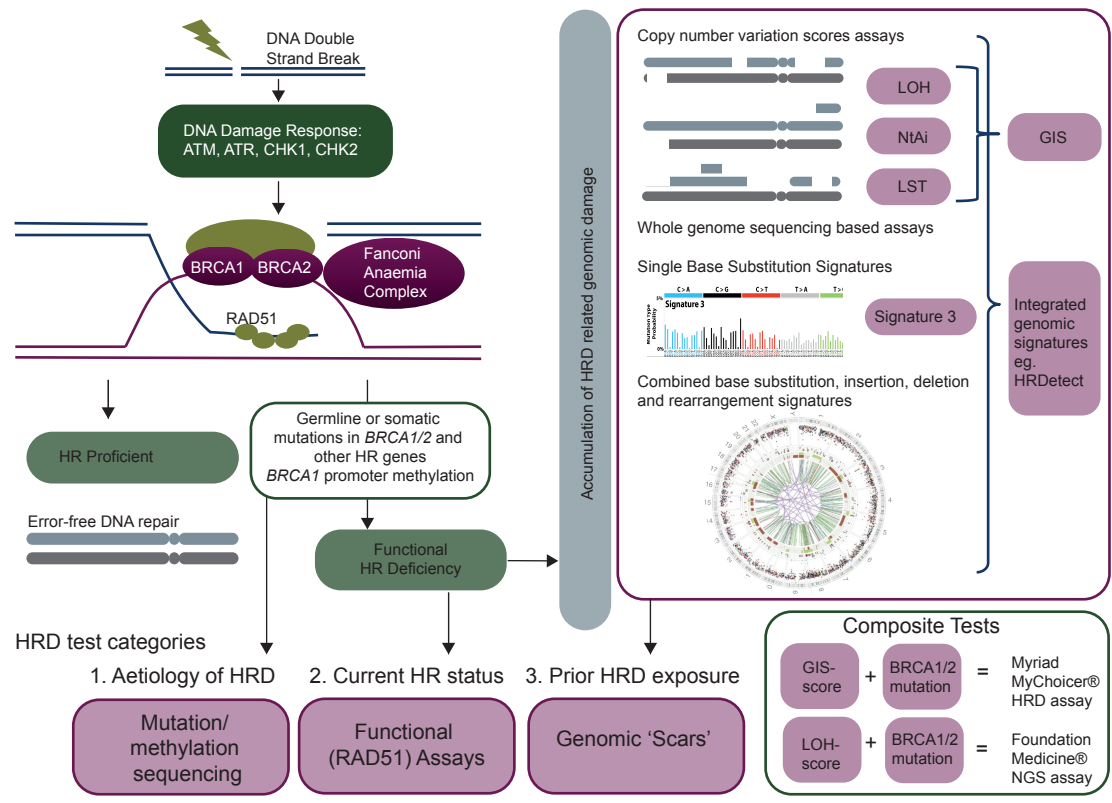 DNA Double
Strand Break
DNA Damage Response:
ATM, ATR, CHK1, CHK2
BRCA1
BRCA2
Fanconi
Anaemia
Complex
RAD51
HR Proficient
Error-free DNA repair
Germline or somatic
mutations in BRCA1/2 and
other HR genes
BRCA1 promoter methylation
Functional
HR Deficiency
Accumulation of HRD related genomic damage
Copy number variation scores assays
LOH
NtAi
LST
GIS
Whole genome sequencing based assays
Single Base Substitution Signatures
C>A
C>G
C>T
T>A
5%
Signature 3
Mutation Type
Probability
0%
Signature 3
Integrated
genomic
signatures
eg.
HRDetect
Combined base substitution, insertion, deletion
and rearrangement signatures
HRD test categories
1. Aetiology of HRD
Mutation/
methylation
sequencing
2. Current HR status
Functional
(RAD51) Assays
3. Prior HRD exposure
Genomic ‘Scars’
Composite Tests
GIS-
score
+
BRCA1/2
mutation
=
Myriad
MyChoicer®
HRD assay
LOH-
score
+
BRCA1/2
mutation
=
Foundation
Medicine®
NGS assay